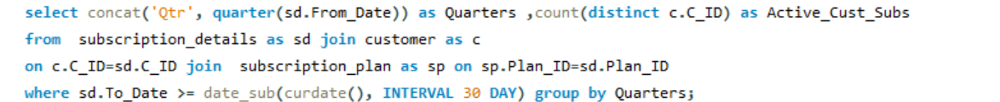 select concat('Qtr', quarter(sd.From_Date)) as Quarters ,count(distinct c.C_ID) as Active_Cust_Subs
from  subscription_details as sd join customer as c
on c.C_ID=sd.C_ID join  subscription_plan as sp on sp.Plan_ID=sd.Plan_ID
where sd.To_Date >= date_sub(curdate(), INTERVAL 30 DAY) group by Quarters;